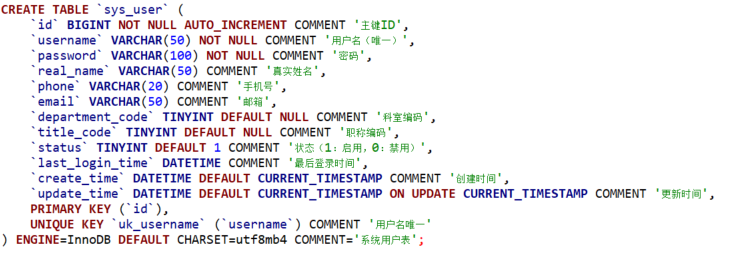 CREATE TABLE `sys_user` (
    `id` BIGINT NOT NULL AUTO_INCREMENT COMMENT '主键ID',
    `username` VARCHAR(50) NOT NULL COMMENT '用户名（唯一）',
    `password` VARCHAR(100) NOT NULL COMMENT '密码',
    `real_name` VARCHAR(50) COMMENT '真实姓名',
    `phone` VARCHAR(20) COMMENT '手机号',
    `email` VARCHAR(50) COMMENT '邮箱',
    `department_code` TINYINT DEFAULT NULL COMMENT '科室编码',
    `title_code` TINYINT DEFAULT NULL COMMENT '职称编码',
    `status` TINYINT DEFAULT 1 COMMENT '状态（1：启用，0：禁用）',
    `last_login_time` DATETIME COMMENT '最后登录时间',
    `create_time` DATETIME DEFAULT CURRENT_TIMESTAMP COMMENT '创建时间',
    `update_time` DATETIME DEFAULT CURRENT_TIMESTAMP ON UPDATE CURRENT_TIMESTAMP COMMENT '更新时间',
    PRIMARY KEY (`id`),
    UNIQUE KEY `uk_username` (`username`) COMMENT '用户名唯一'
) ENGINE=InnoDB DEFAULT CHARSET=utf8mb4 COMMENT='系统用户表';